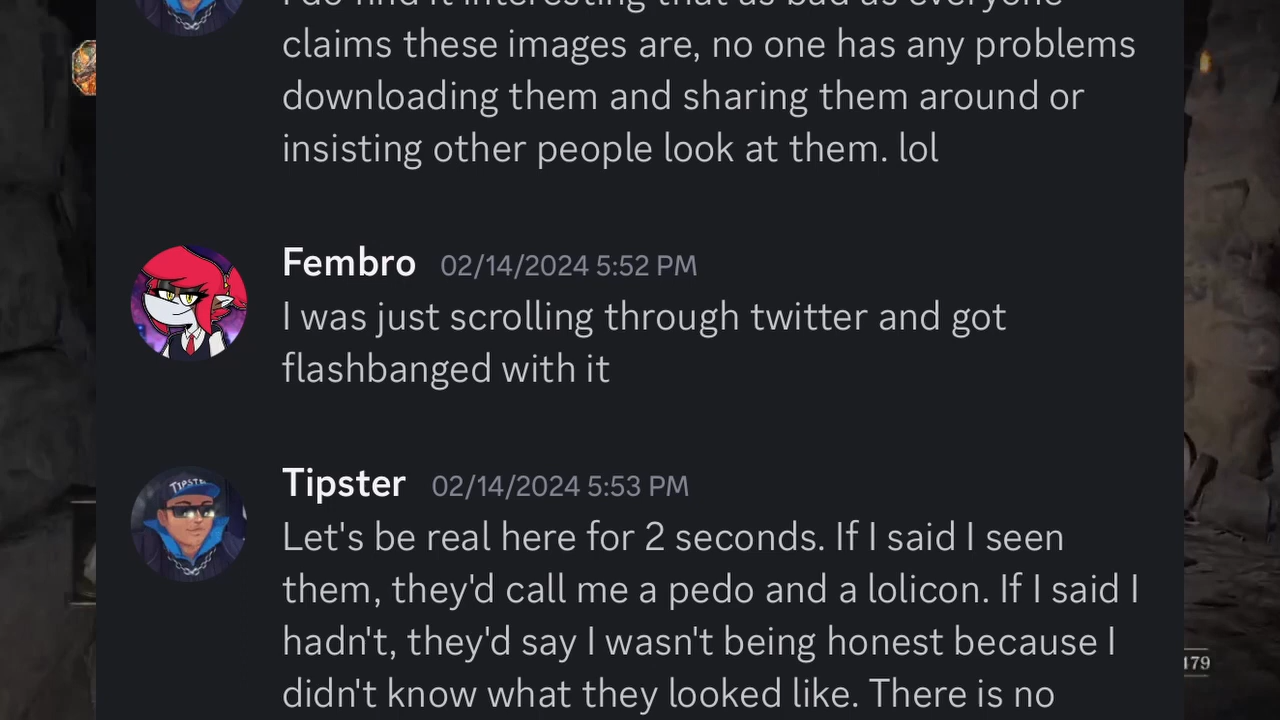 I do find it interesting that as bad as everyone
claims these images are, no one has any problems
downloading them and sharing them around or
insisting other people look at them. lol
Fembro 02/14/2024 5:52 PM
I was just scrolling through twitter and got
flashbanged with it
TIPSTE
Tipster 02/14/2024 5:53 PM
Let's be real here for 2 seconds. If I said I seen
them, they'd call me a pedo and a lolicon. If I said I
hadn't, they'd say I wasn't being honest because I
179
didn't know what they looked like. There is no